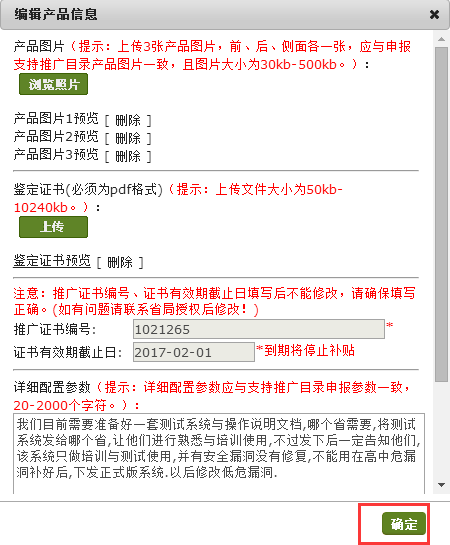 编辑产品信息
产品图片(提示：上传3张产品图片，前、后、侧面各一张，应与申报
支持推广目录产品图片一致，且图片大小为30kb-500kb。)：
浏览照片
产品图片1预览 [ 删除 ]
产品图片2预览 [ 删除 ]
产品图片3预览 [ 删除 ]
鉴定证书(必须为pdf格式)(提示：上传文件大小为50kb-
10240kb。)：
上传
鉴定证书预览 [ 删除 ]
注意：推广证书编号、证书有效期截止日填写后不能修改，请确保填写
正确。(如有问题请联系省局授权后修改！)
推广证书编号： 1021265 *
证书有效期截止日： 2017-02-01 *到期将停止补贴
详细配置参数(提示：详细配置参数应与支持推广目录申报参数一致，
20-2000个字符。)：
我们目前需要准备好一套测试系统与操作说明文档,哪个省需要,将测试
系统发给哪个省,让他们进行熟悉与培训使用,不过发下后一定告知他们,
该系统只做培训与测试使用,并有安全漏洞没有修复,不能用在高中危漏
洞补好后,下发正式版系统.以后修改低危漏洞.
确定